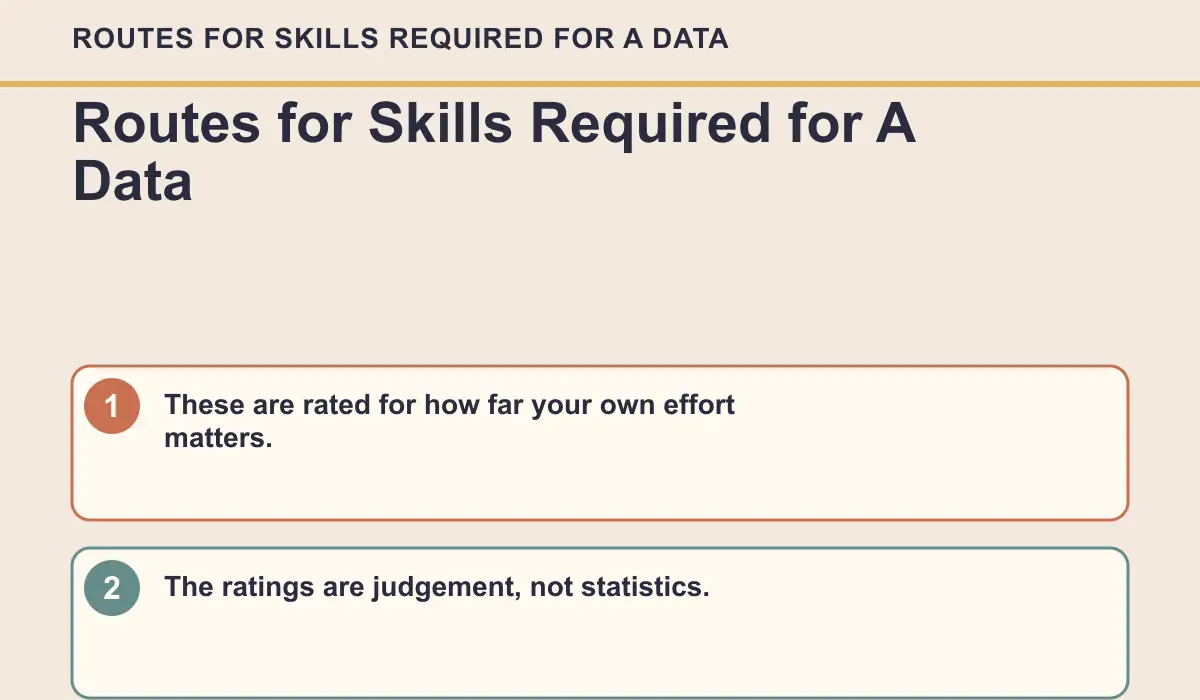 ROUTES FOR SKILLS REQUIRED FOR A DATA
Routes for Skills Required for A
Data
1
These are rated for how far your own effort
matters.
2
The ratings are judgement, not statistics.